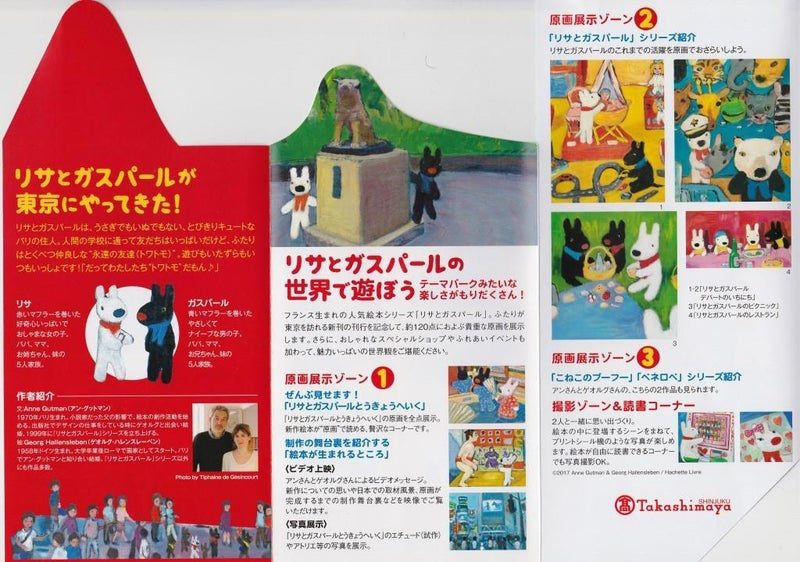 リサとガスパールが
東京にやってきた!
リサとガスパールは、うさぎでもいぬでもない、とびきりキュートな
パリの住人。人間の学校に通って友だちはいっぱいだけど、ふたり
はとくべつ仲良しな“永遠の友達(トワトモ)”。遊びもいたずらもい
つもいっしょです!「だってわたしたち“トワトモ”だもん♪」
リサ
赤いマフラーを巻いた
好奇心いっぱいで
おしゃまな女の子。
パパ、ママ、
お姉ちゃん、妹の
5人家族。
ガスパール
青いマフラーを巻いた
やさしくて
ナイーブな男の子。
パパ、ママ、
お兄ちゃん、妹の
5人家族。
作者紹介
文:Anne Gutman(アン・グットマン)
1970年パリ生まれ。小説家だった父の影響で、絵本の創作活動を始
める。出版社でデザインの仕事をしている時にゲオルグと出会い結
婚。1999年に「リサとガスパール」シリーズを立ち上げる
絵:Georg Hallensleben(ゲオルグ・ハレンスレーベン)
1958年ドイツ生まれ。大学卒業後ローマで画家としてスタート。パリ
でアン・グットマンと知り合い結婚。「リサとガスパール」シリーズ以外
にも作品多数。
Photo by Tiphaine de Gésincourt
リサとガスパールの
世界で遊ぼう
テーマパークみたいな
楽しさがもりだくさん!
フランス生まれの人気絵本シリーズ「リサとガスパール」。ふたりが
東京を訪れる新刊の刊行を記念して、約120点におよぶ貴重な原画を展示
します。さらに、おしゃれなスペシャルショップやふれあいイベントも
加わって、魅力いっぱいの世界観をご堪能ください。
原画展示ゾーン1
ぜんぶ見せます!
「リサとガスパールとうきょうへいく」
「リサとガスパールとうきょうへいく」の原画を全点展示。
新作絵本が“原画”で読める、贅沢なコーナーです。
制作の舞台裏を紹介する
「絵本が生まれるところ」
〈ビデオ上映〉
アンさんとゲオルグさんによるビデオメッセージ。
新作についての思いや日本での取材風景、原画が
完成するまでの制作舞台裏などを映像でご覧い
ただけます。
〈写真展示〉
「リサとガスパールとうきょうへいく」のエチュード(試作)
やアトリエ等の写真を展示。
原画展示ゾーン2
「リサとガスパール」シリーズ紹介
リサとガスパールのこれまでの活躍を原画でおさらいしよう。
1
2
3
4
1・2「リサとガスパール
デパートのいちにち」
3「リサとガスパールのピクニック」
4「リサとガスパールのレストラン」
原画展示ゾーン3
「こねこのプーフー」「ペネロペ」シリーズ紹介
アンさんとゲオルグさんの、こちらの2作品も見られます。
撮影ゾーン&読書コーナー
2人と一緒に思い出づくり。
絵本の中に登場するシーンをまねて、
プリントシール機のような写真が楽しめ
ます。絵本が自由に読書できるコーナー
でも写真撮影OK。
©2017 Anne Gutman & Georg Hallensleben / Hachette Livre
髙
SHINJUKU
Takashimaya